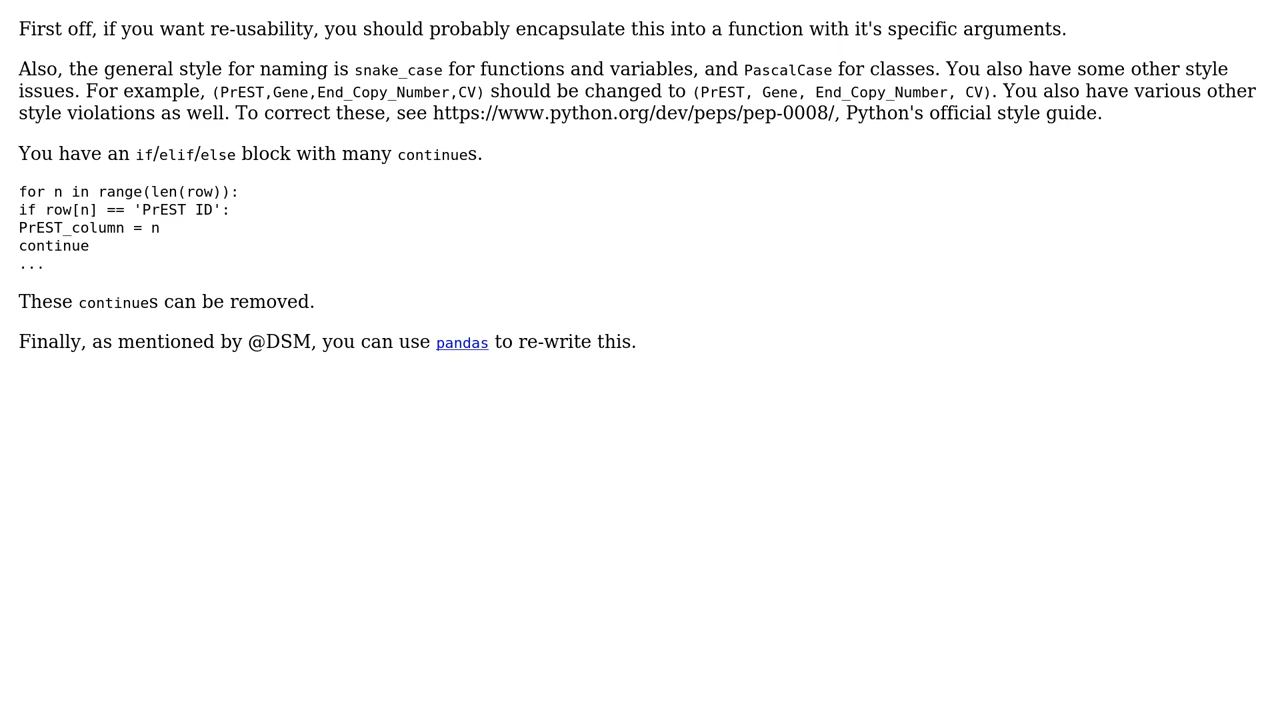 First off, if you want re-usability, you should probably encapsulate this into a function with it's specific arguments.
Also, the general style for naming is snake_case for functions and variables, and PascalCase for classes. You also have some other style
issues. For example, (PrEST,Gene,End_Copy_Number,CV) should be changed to (PrEST, Gene, End_Copy_Number, CV). You also have various other
style violations as well. To correct these, see https://www.python.org/dev/peps/pep-0008/, Python's official style guide.
You have an if/elif/else block with many continues.
for n in range(len(row)):
if row[n] == 'PrEST ID':
PrEST_column = n
continue
...
These continues can be removed.
Finally, as mentioned by @DSM, you can use pandas to re-write this.